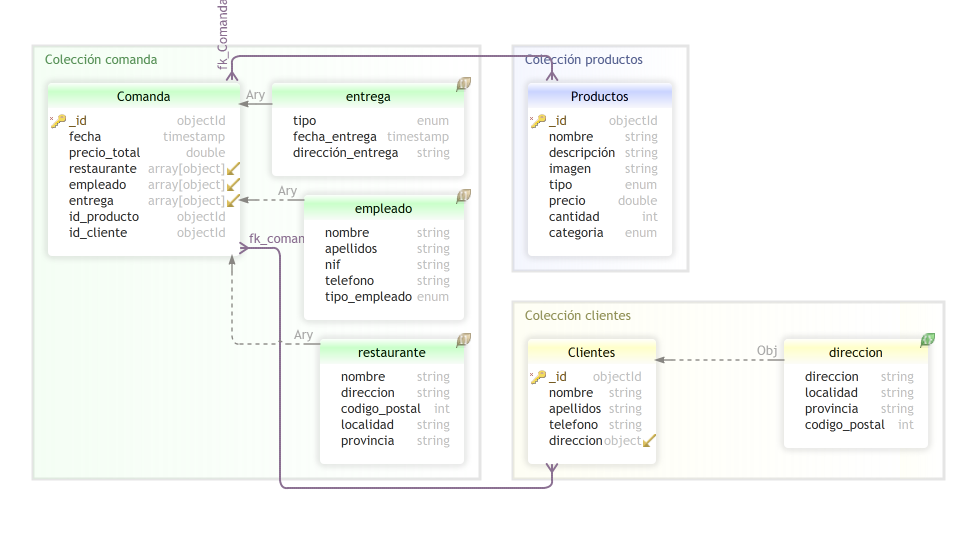 fk_Comanda
Colección comanda
Comanda
_id objectId
fecha timestamp
precio_total double
restaurante array[object]
empleado array[object]
entrega array[object]
id_producto objectId
id_cliente objectId
Ary
entrega
tipo enum
fecha_entrega timestamp
dirección_entrega string
Ary
empleado
nombre string
apellidos string
nif string
telefono string
tipo_empleado enum
fk_coman
Ary
restaurante
nombre string
direccion string
codigo_postal int
localidad string
provincia string
Colección productos
Productos
_id objectId
nombre string
descripción string
imagen string
tipo enum
precio double
cantidad int
categoria enum
Colección clientes
Clientes
_id objectId
nombre string
apellidos string
telefono string
direccion object
Obj
direccion
direccion string
localidad string
provincia string
codigo_postal int